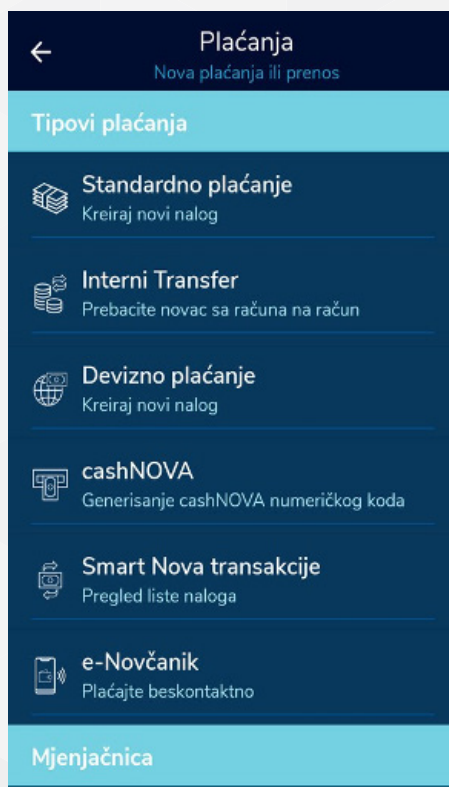 Plaćanja
Nova plaćanja ili prenos
Tipovi plaćanja
Standardno plaćanje
Kreiraj novi nalog
Interni Transfer
Prebacite novac sa računa na račun
Devizno plaćanje
Kreiraj novi nalog
cashNOVA
Generisanje cashNOVA numeričkog koda
Smart Nova transakcije
Pregled liste naloga
e-Novčanik
Plaćajte beskontaktno
Mjenjačnica